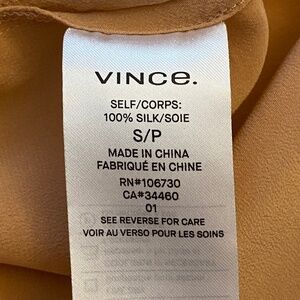 VINCE.
SELF/CORPS:
100% SILK/SOIE
S/P
MADE IN CHINA
FABRIQUÉ EN CHINE
RN#106730
CA#34460
01
SEE REVERSE FOR CARE
VOIR AU VERSO POUR LES SOINS